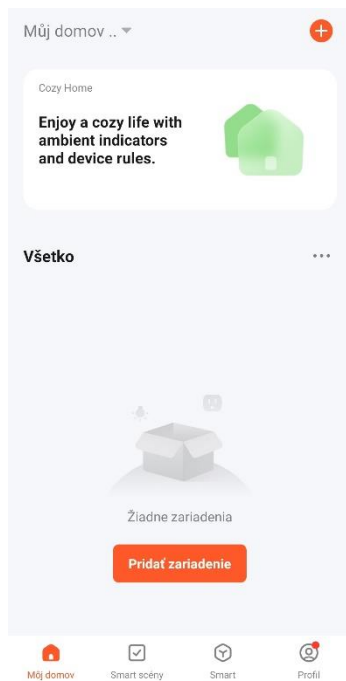 Můj domov ..
Cozy Home
Enjoy a cozy life with
ambient indicators
and device rules.
Všetko
Žiadne zariadenia
Pridať zariadenie
Môj domov
Smart scény
Smart
Profil